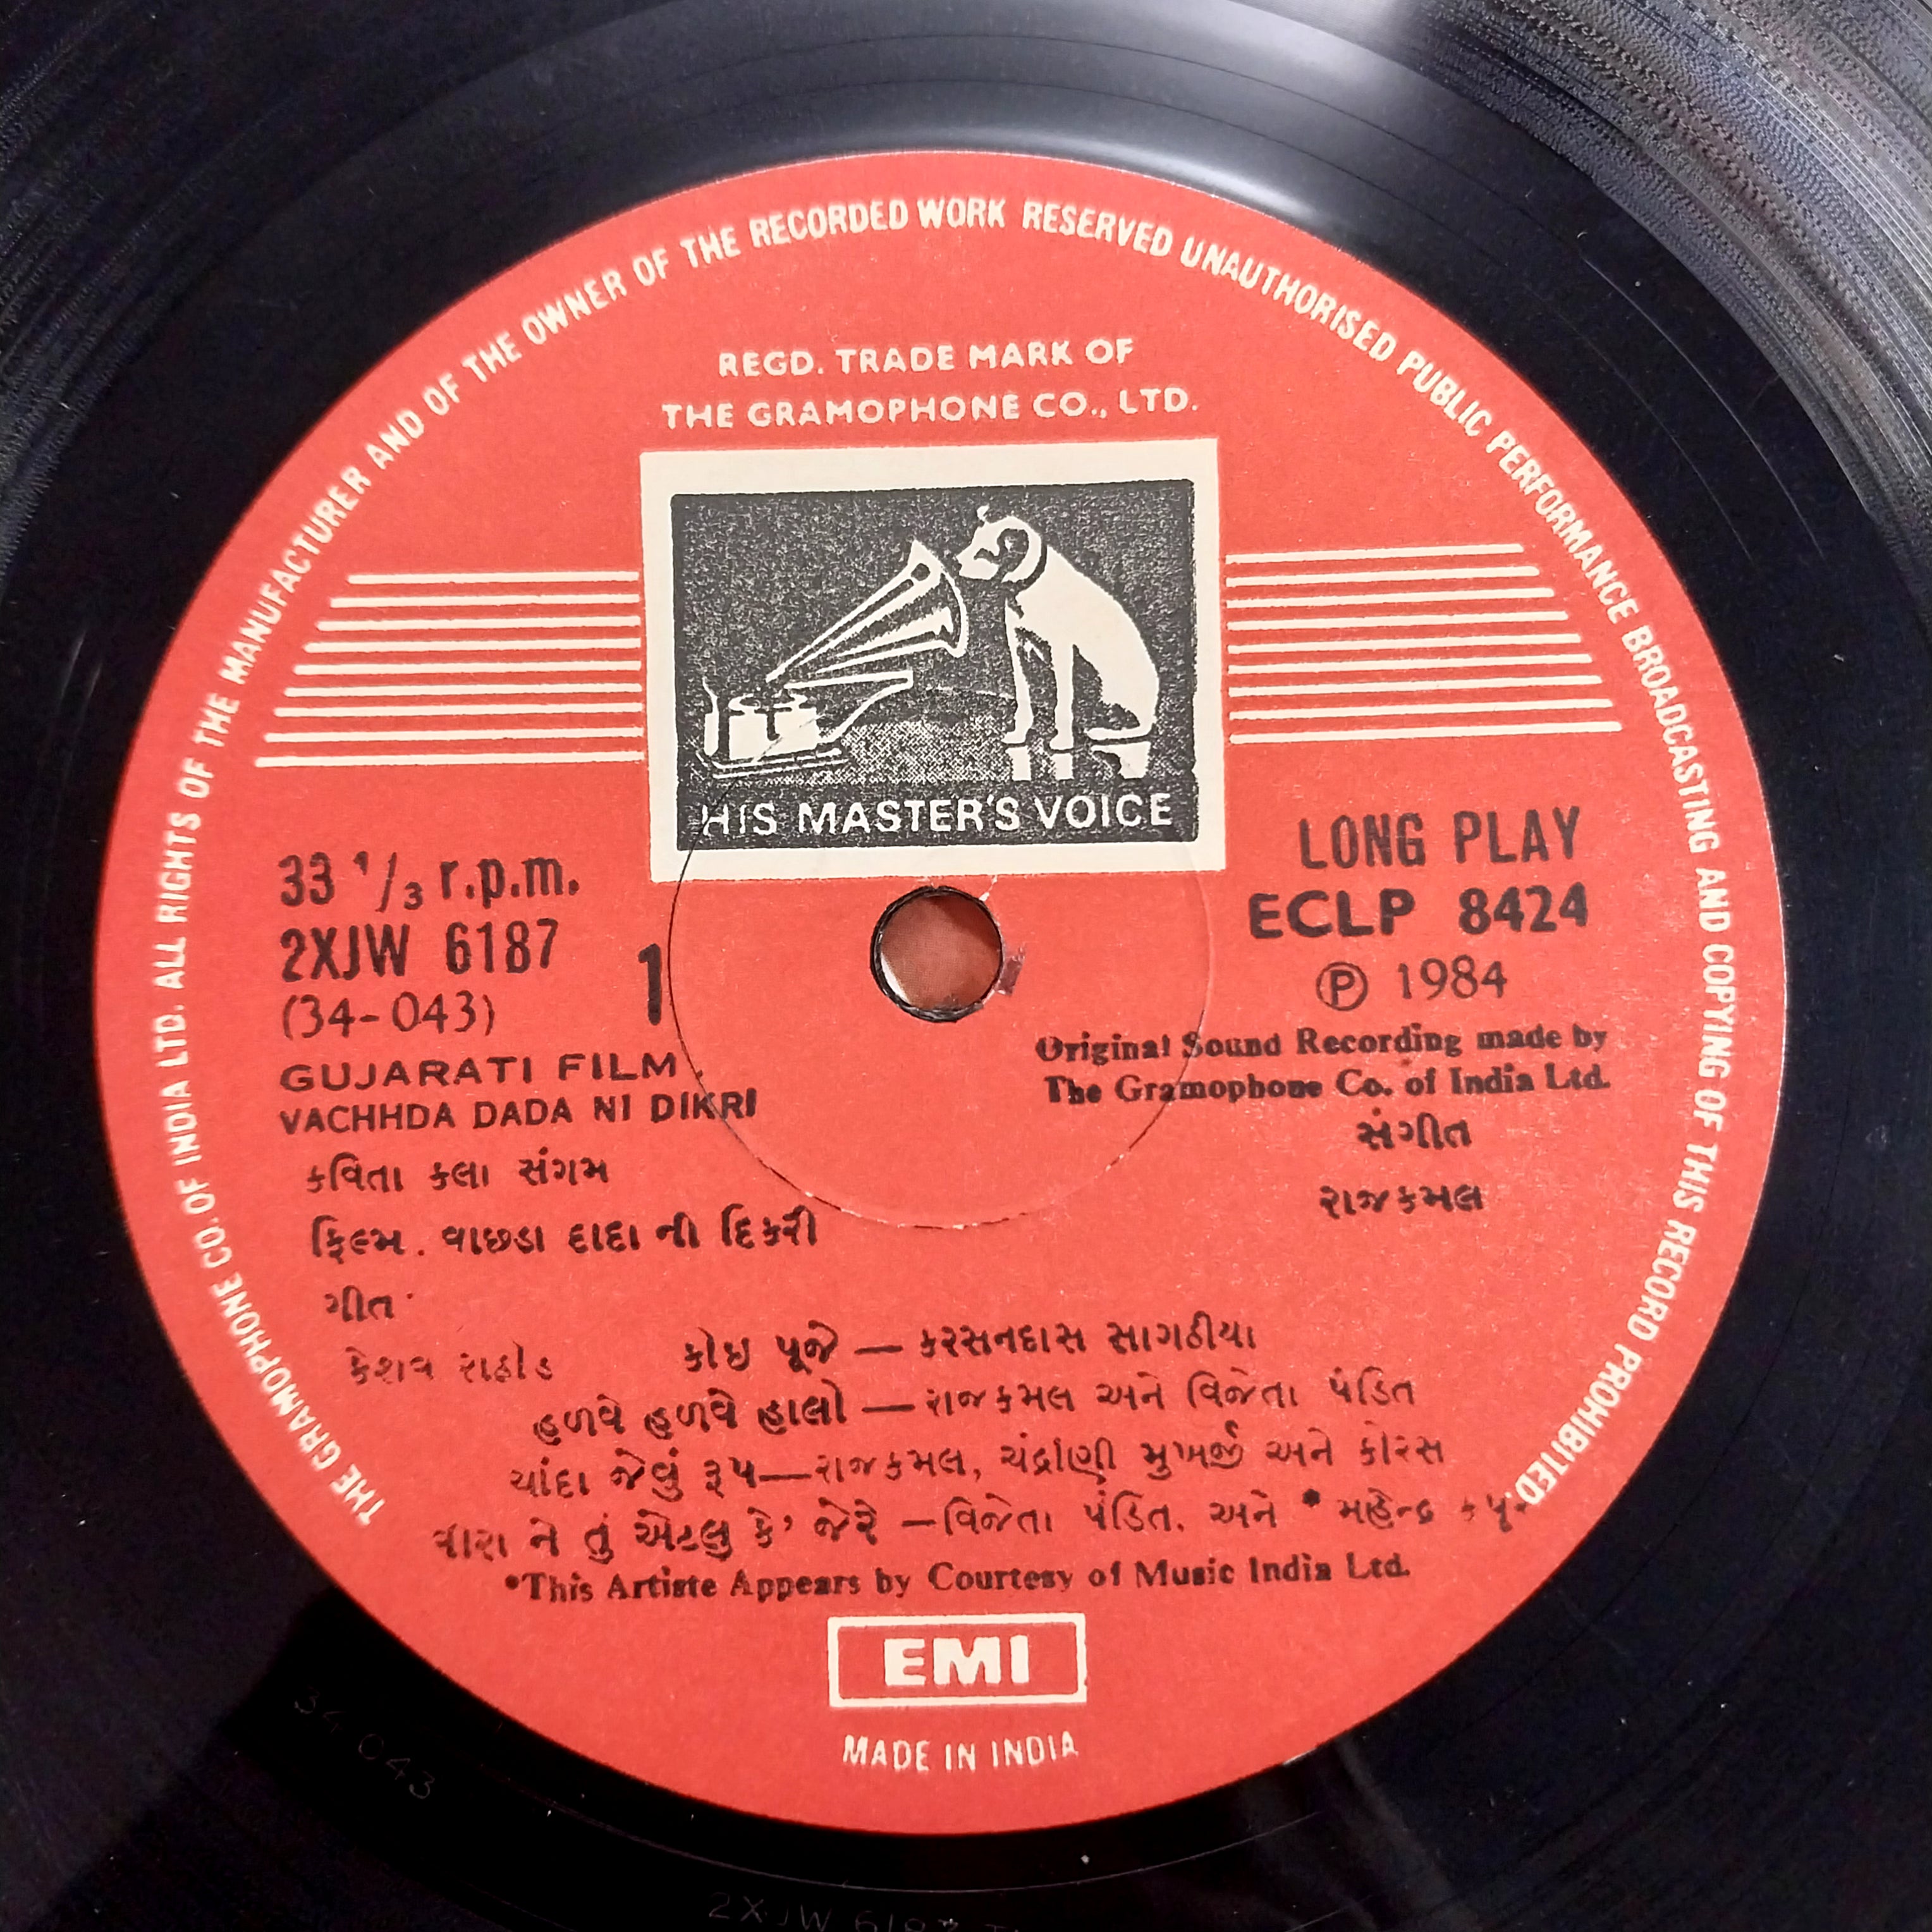 THE GRAMOPHONE CO. OF INDIA LTD. ALL RIGHTS OF THE MANUFACTURER AND OF THE OWNER OF THE RECORDED WORK RESERVED UNAUTHORISED PUBLIC PERFORMANCE BROADCASTING AND COPYING OF THIS RECORD PROHIBITED.
REGD. TRADE MARK OF
THE GRAMOPHONE CO., LTD.
HIS MASTER'S VOICE
33 1/3 r.p.m.
2XJW 6187
(34-043)
1
LONG PLAY
ECLP 8424
Ⓟ 1984
Original Sound Recording made by
The Gramophone Co. of India Ltd.
GUJARATI FILM
VACHHDA DADA NI DIKRI
કવિતા કલા સંગમ
ફિલ્મ. વાછડા દાદા ની દિકરી
ગીત
કેશવ રાઠોડ
સંગીત
રાજકમલ
કોઇ પૂજે — કરસનદાસ સાગઠીયા
હળવે હળવે હાલો — રાજકમલ અને વિજેતા પંડિત
ચાંદા જેવું રૂપ — રાજકમલ, ચંદ્રાણી મુખર્જી અને કોરસ
વારા ને તું એટલુ કે' જેરે — વિજેતા પંડિત. અને * મહેન્દ્ર કપૂર
*This Artiste Appears by Courtesy of Music India Ltd.
EMI
MADE IN INDIA
34 043
2XJW 6187